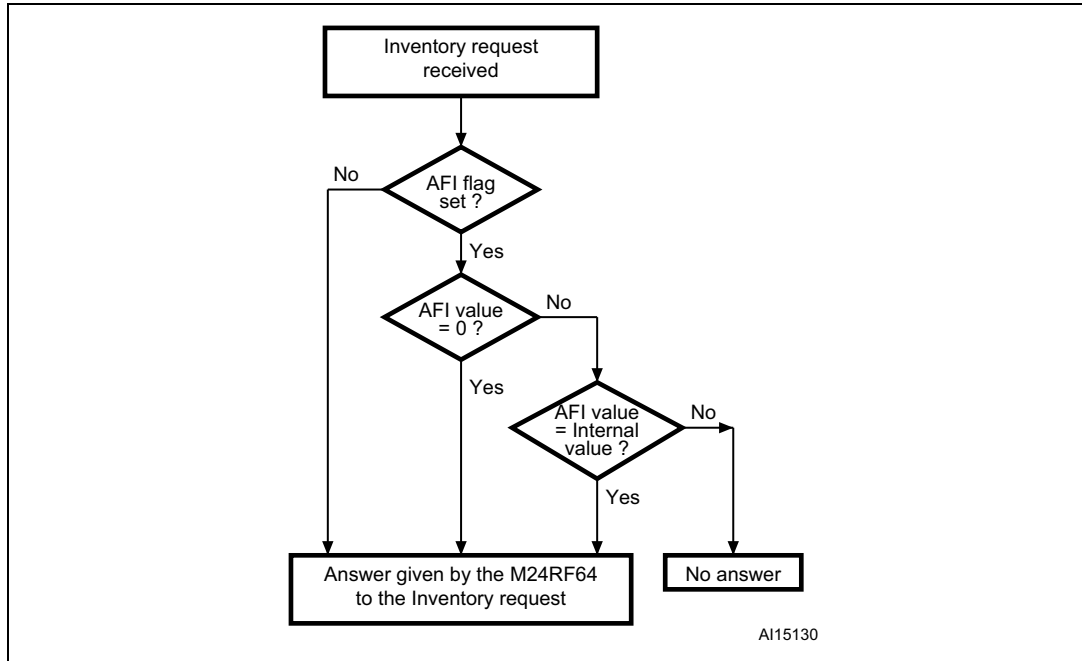 Inventory request
received
No
AFI flag
set ?
Yes
AFI value
= 0 ?
No
Yes
AFI value
= Internal
value ?
No
Yes
Answer given by the M24RF64
to the Inventory request
No answer
AI15130